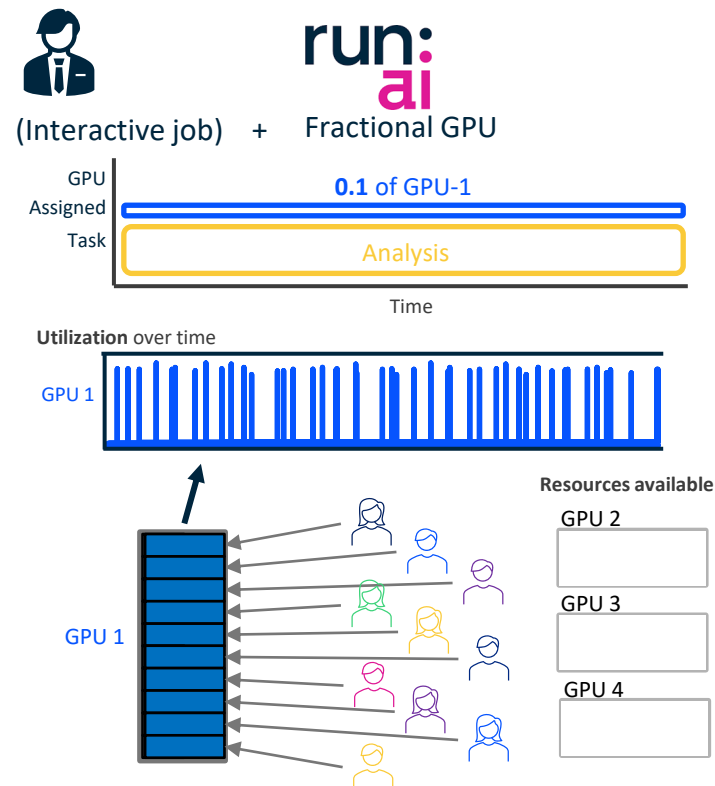 run:
ai
(Interactive job) + Fractional GPU
GPU
Assigned
0.1 of GPU-1
Task
Analysis
Time
Utilization over time
GPU 1
Resources available
GPU 2
GPU 3
GPU 1
GPU 4